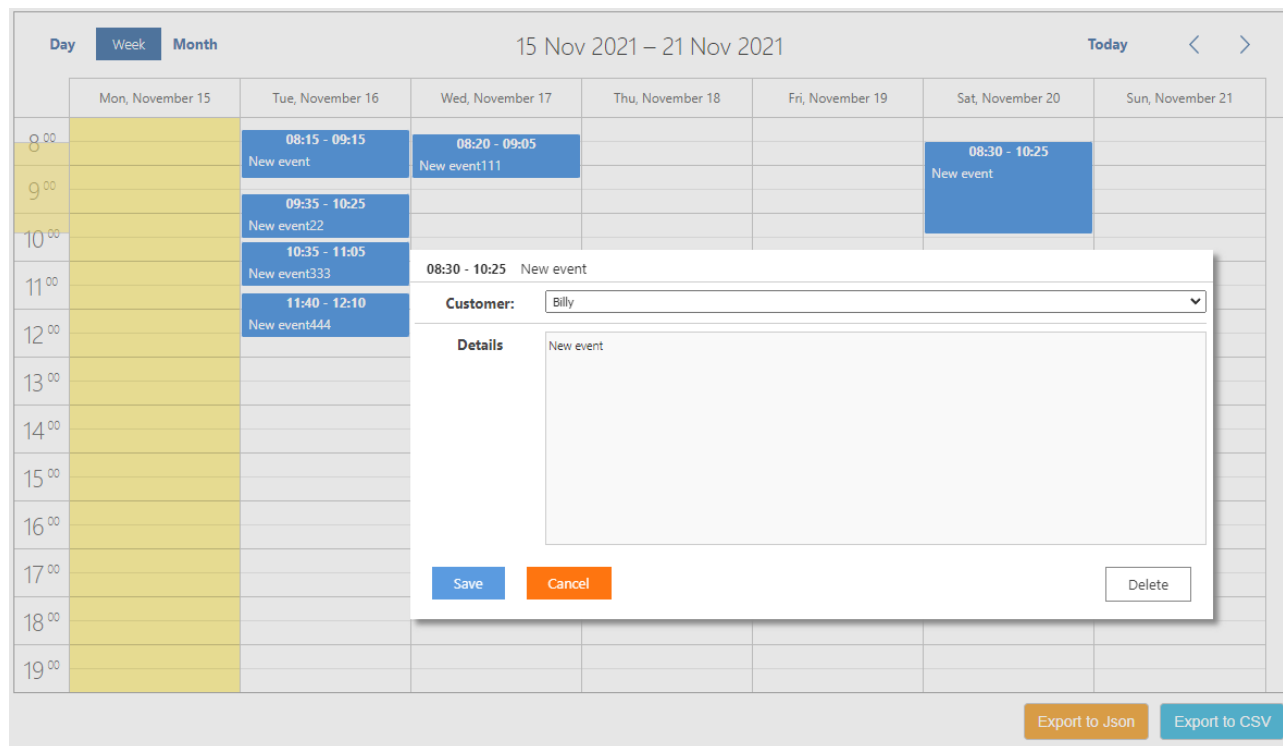 Day Week Month 15 Nov 2021 – 21 Nov 2021 Today
Mon, November 15 Tue, November 16 Wed, November 17 Thu, November 18 Fri, November 19 Sat, November 20 Sun, November 21
8 00
08:15 - 09:15
New event
08:20 - 09:05
New event111
08:30 - 10:25
New event
9 00
09:35 - 10:25
New event22
10 00
10:35 - 11:05
New event333
11 00
11:40 - 12:10
New event444
12 00
13 00
14 00
15 00
16 00
17 00
18 00
19 00
08:30 - 10:25 New event
Customer: Billy
Details New event
Save Cancel Delete
Export to Json Export to CSV